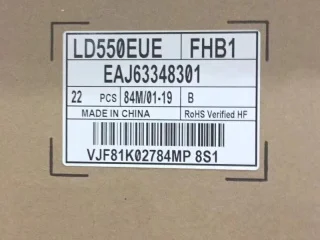 LD550EUE FHB1
EAJ63348301
22 PCS 84M/01-19 B
MADE IN CHINA RoHS Verified HF
VJF81K02784MP 8S1